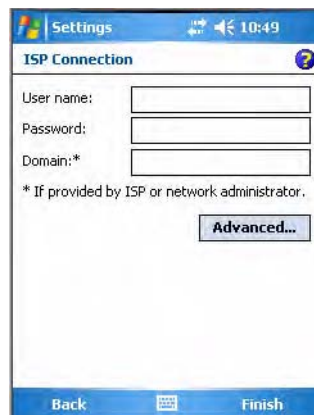 Settings 10:49
ISP Connection ?
User name:
Password:
Domain:*
* If provided by ISP or network administrator.
Advanced...
Back Finish